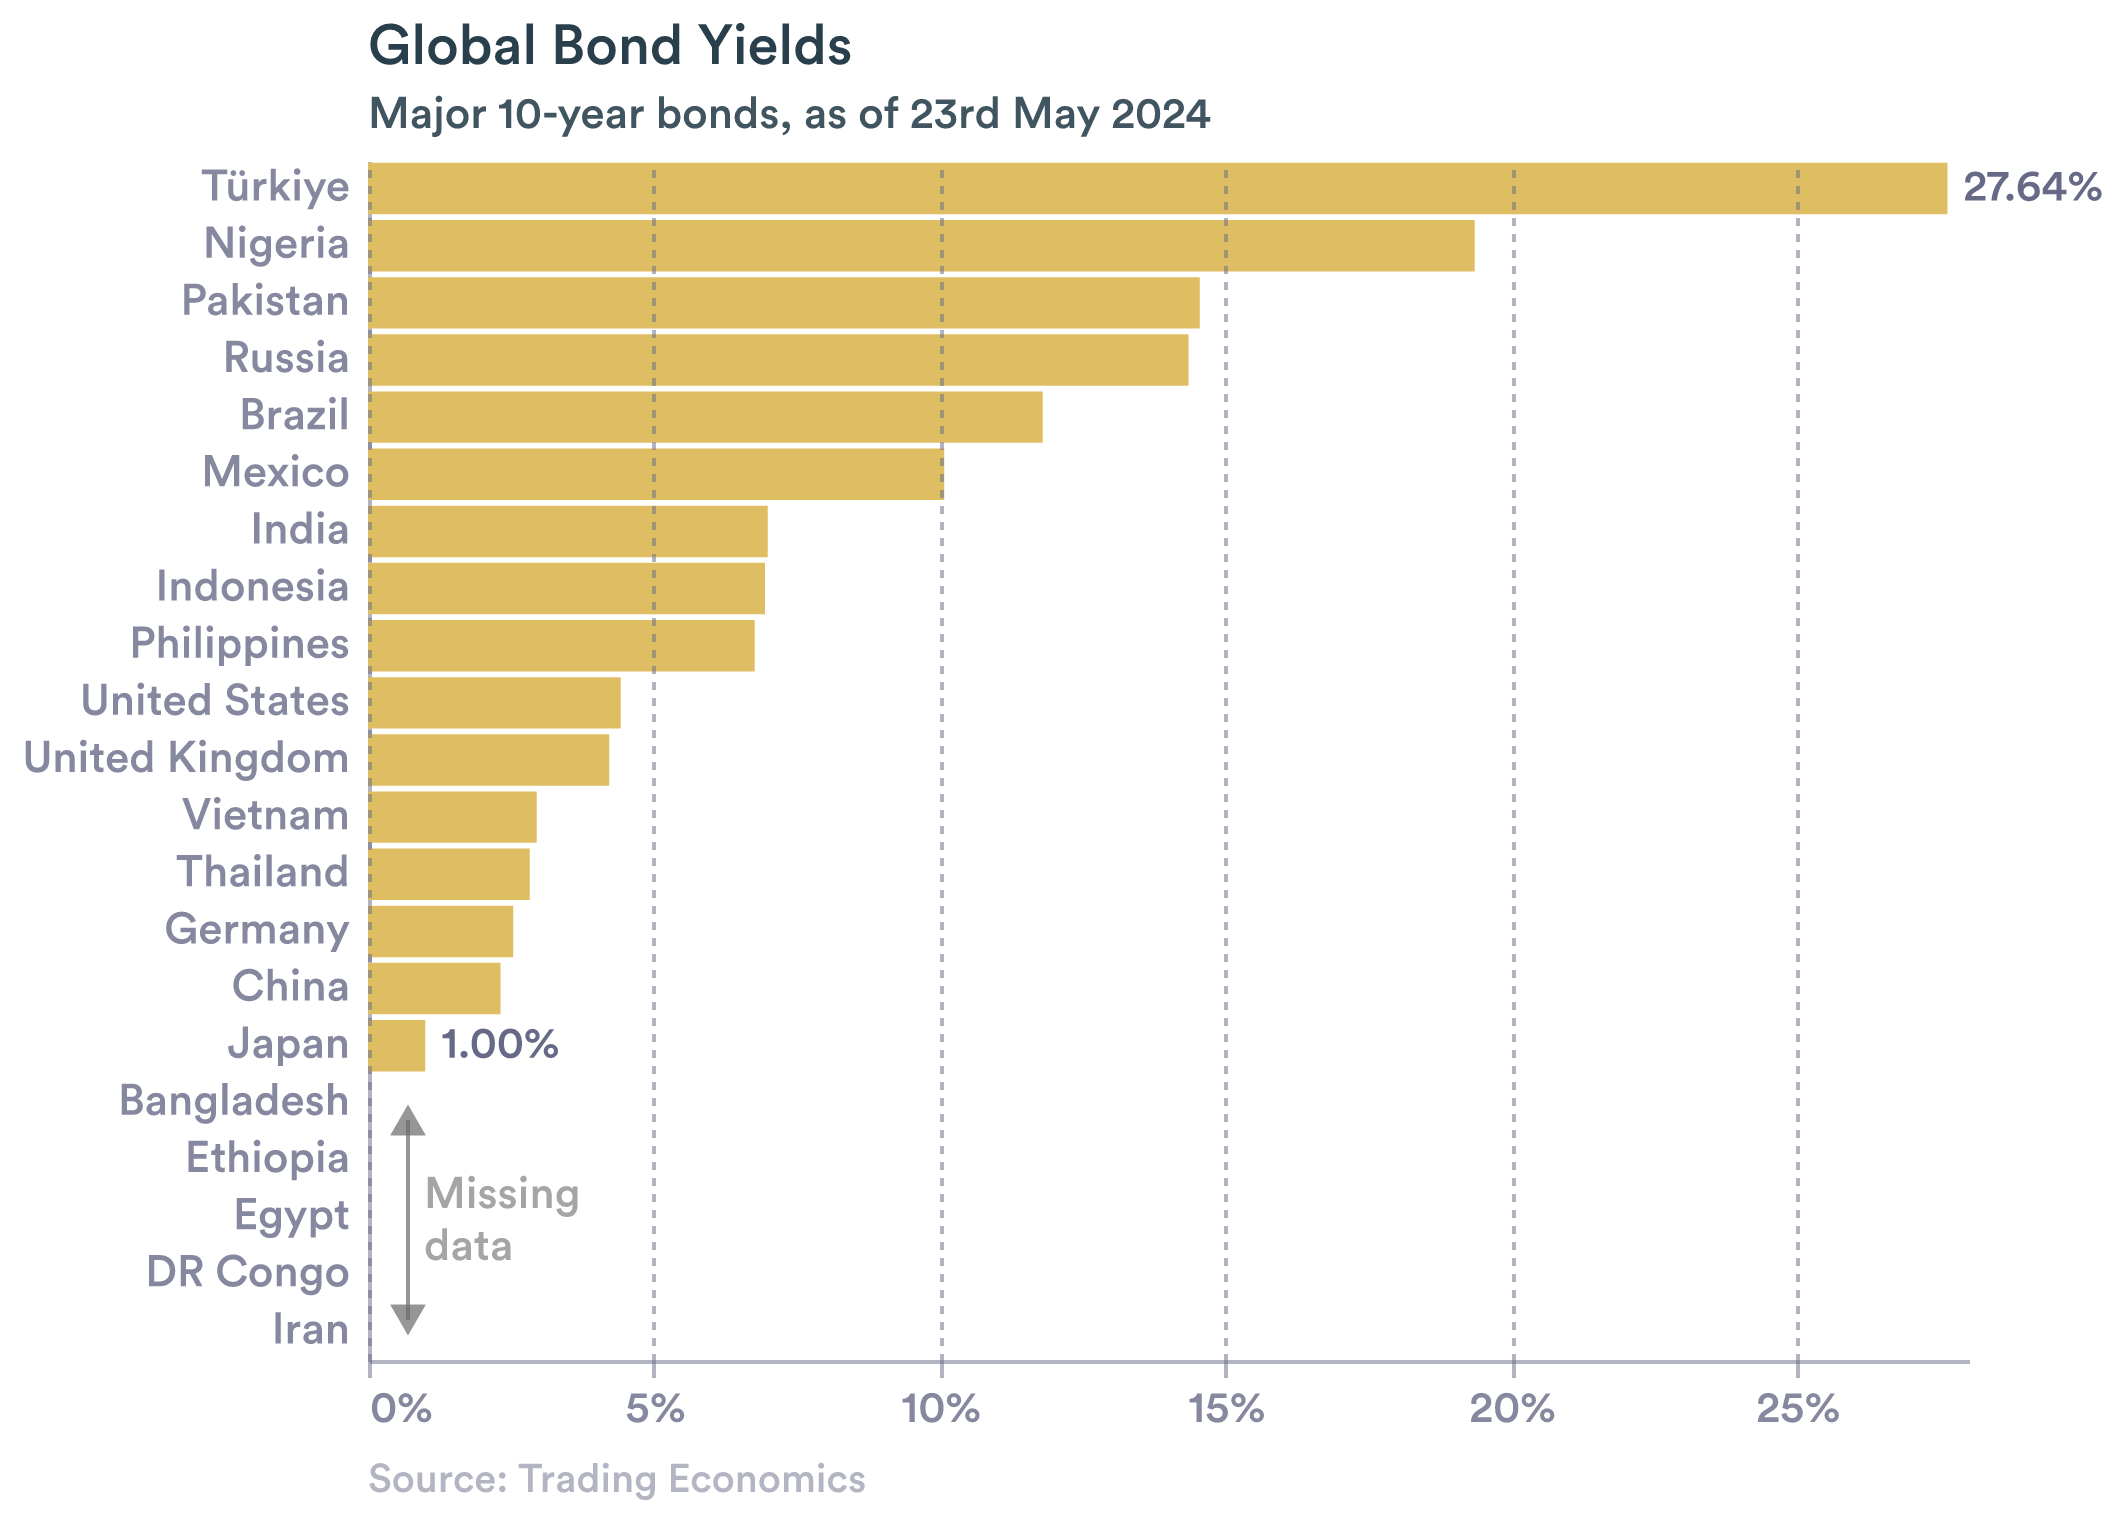 Global Bond Yields
Major 10-year bonds, as of 23rd May 2024
Türkiye 27.64%
Nigeria
Pakistan
Russia
Brazil
Mexico
India
Indonesia
Philippines
United States
United Kingdom
Vietnam
Thailand
Germany
China
Japan 1.00%
Bangladesh
Ethiopia
Egypt
DR Congo
Iran
Missing
data
0% 5% 10% 15% 20% 25%
Source: Trading Economics